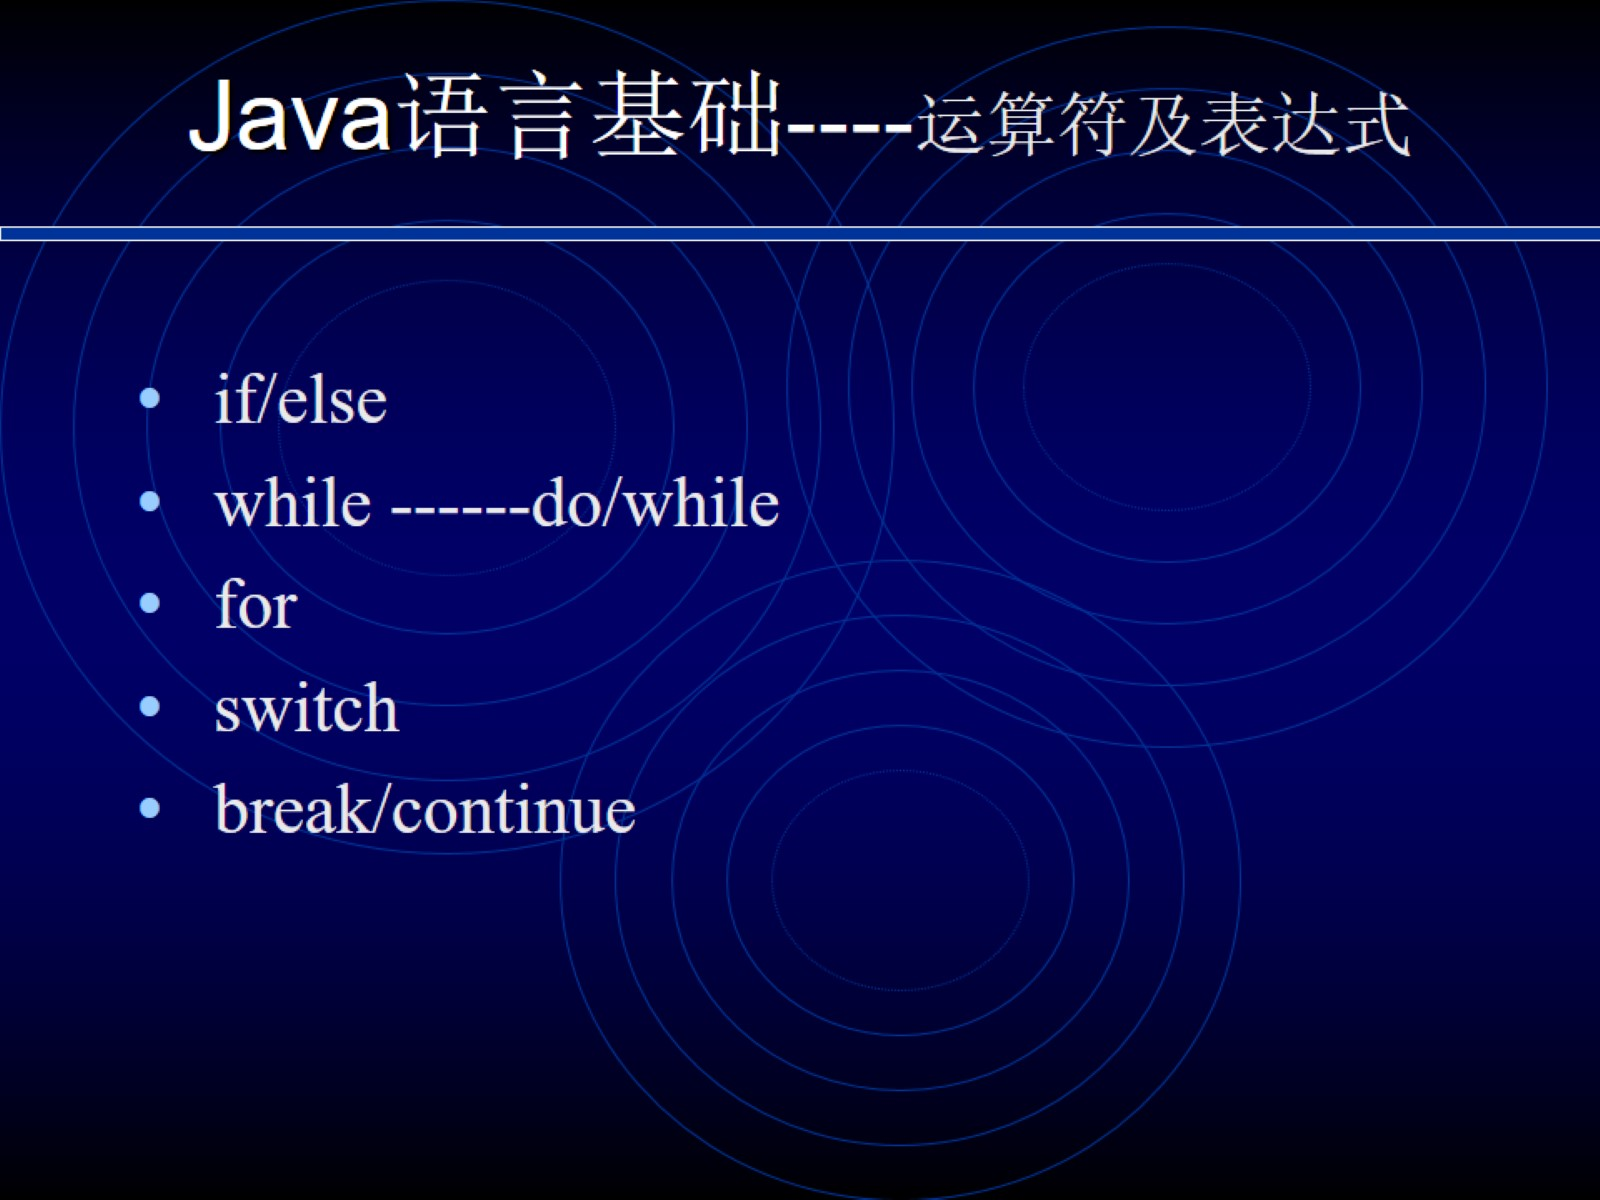 Java语言基础----运算符及表达式
• if/else
• while ------do/while
• for
• switch
• break/continue